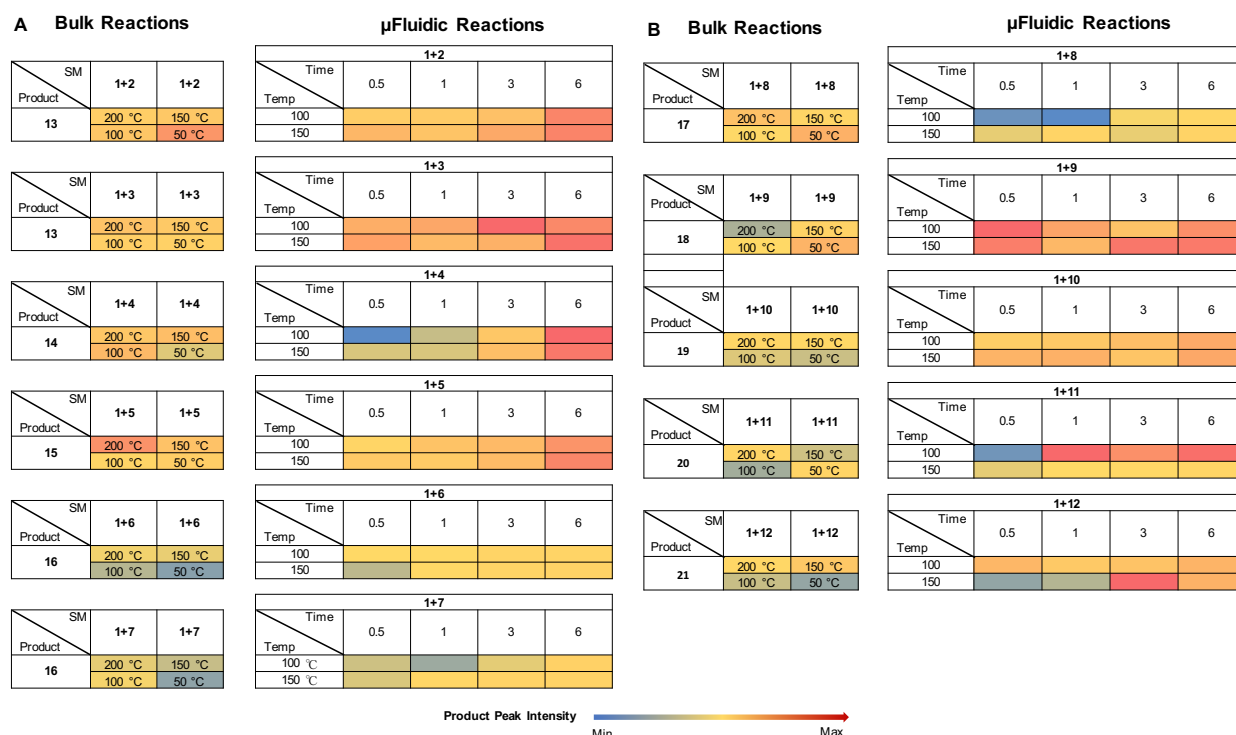 A Bulk Reactions µFluidic Reactions
1+2
SM Product 1+2 1+2 Time Temp 0.5 1 3 6
13 200 °C 150 °C 100
100 °C 50 °C 150
1+3
SM Product 1+3 1+3 Time Temp 0.5 1 3 6
13 200 °C 150 °C 100
100 °C 50 °C 150
1+4
SM Product 1+4 1+4 Time Temp 0.5 1 3 6
14 200 °C 150 °C 100
100 °C 50 °C 150
1+5
SM Product 1+5 1+5 Time Temp 0.5 1 3 6
15 200 °C 150 °C 100
100 °C 50 °C 150
1+6
SM Product 1+6 1+6 Time Temp 0.5 1 3 6
16 200 °C 150 °C 100
100 °C 50 °C 150
1+7
SM Product 1+7 1+7 Time Temp 0.5 1 3 6
16 200 °C 150 °C 100 ℃
100 °C 50 °C 150 ℃
B Bulk Reactions µFluidic Reactions
1+8
SM Product 1+8 1+8 Time Temp 0.5 1 3 6
17 200 °C 150 °C 100
100 °C 50 °C 150
1+9
SM Product 1+9 1+9 Time Temp 0.5 1 3 6
18 200 °C 150 °C 100
100 °C 50 °C 150
1+10
SM Product 1+10 1+10 Time Temp 0.5 1 3 6
19 200 °C 150 °C 100
100 °C 50 °C 150
1+11
SM Product 1+11 1+11 Time Temp 0.5 1 3 6
20 200 °C 150 °C 100
100 °C 50 °C 150
1+12
SM Product 1+12 1+12 Time Temp 0.5 1 3 6
21 200 °C 150 °C 100
100 °C 50 °C 150
Product Peak Intensity
Min Max